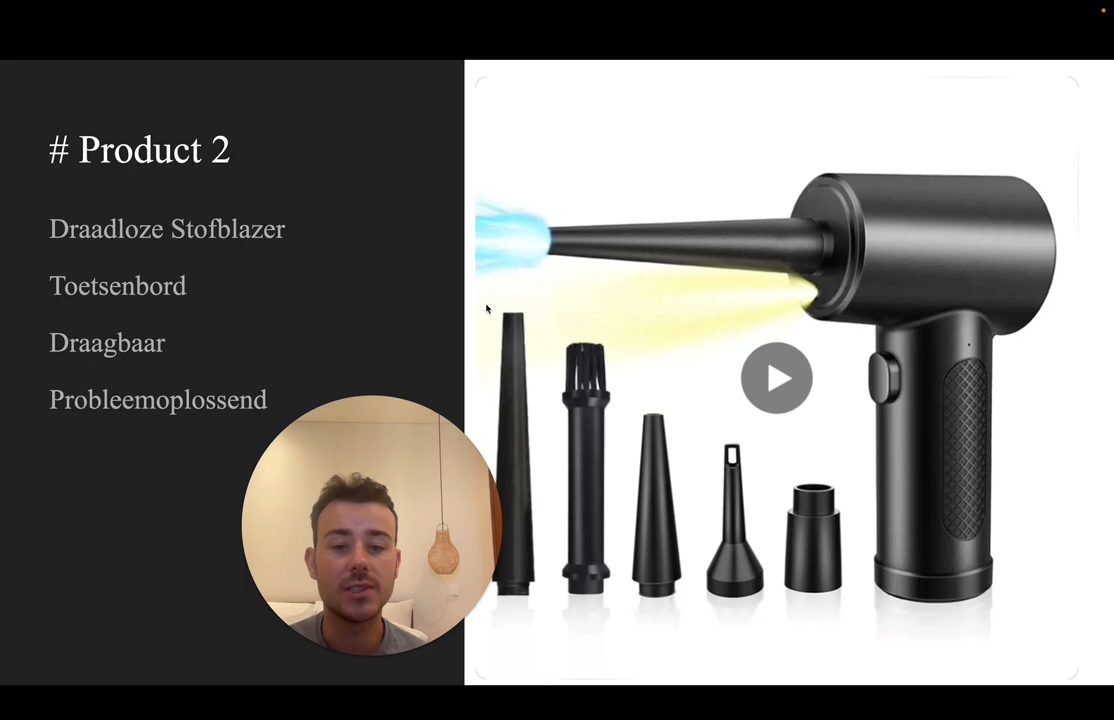 # Product 2
Draadloze Stofblazer
Toetsenbord
Draagbaar
Probleemoplossend